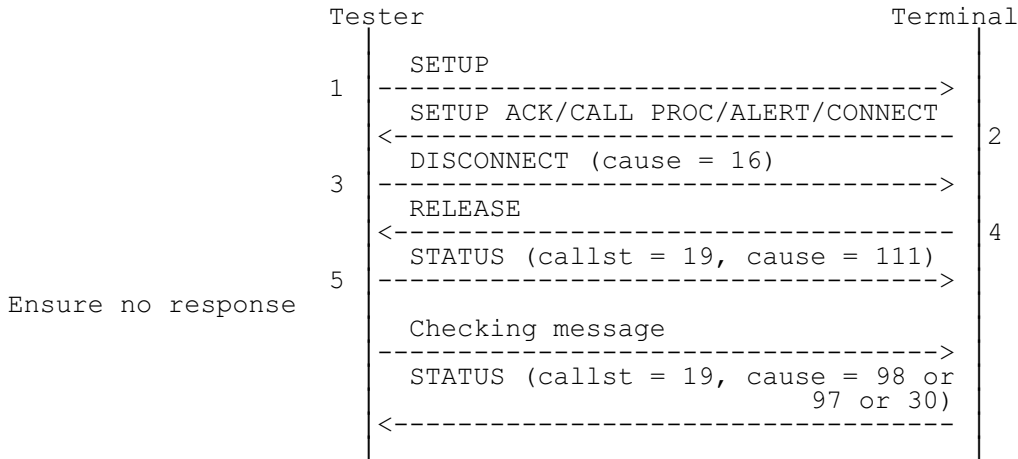 Tester Terminal
SETUP
1
SETUP ACK/CALL PROC/ALERT/CONNECT
2
DISCONNECT (cause = 16)
3
RELEASE
4
STATUS (callst = 19, cause = 111)
5
Ensure no response
Checking message
STATUS (callst = 19, cause = 98 or
97 or 30)